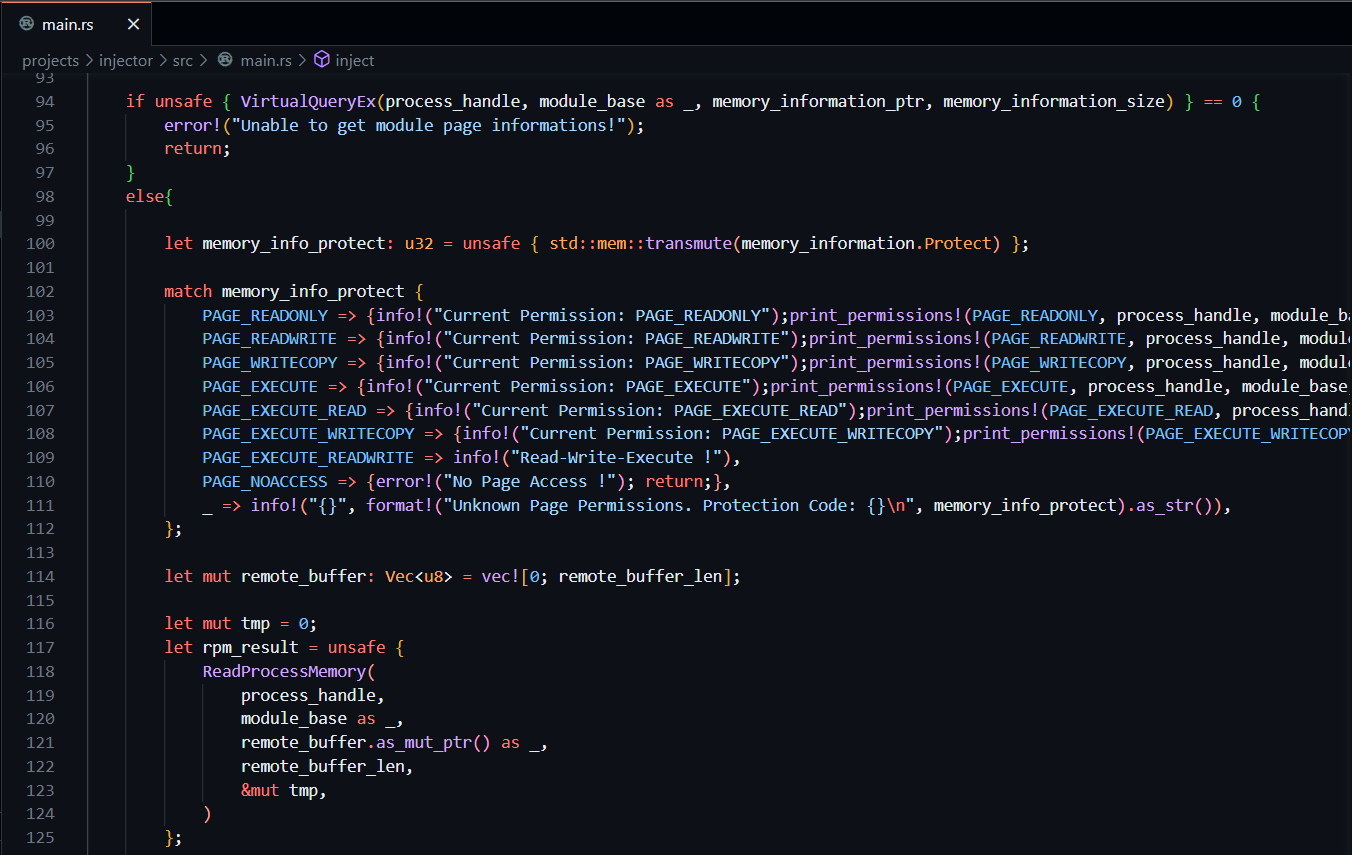 main.rs
projects > injector > src > main.rs > inject
93
94 if unsafe { VirtualQueryEx(process_handle, module_base as _, memory_information_ptr, memory_information_size) } == 0 {
95 error!("Unable to get module page informations!");
96 return;
97 }
98 else{
99
100 let memory_info_protect: u32 = unsafe { std::mem::transmute(memory_information.Protect) };
101
102 match memory_info_protect {
103 PAGE_READONLY => {info!("Current Permission: PAGE_READONLY");print_permissions!(PAGE_READONLY, process_handle, module_ba
104 PAGE_READWRITE => {info!("Current Permission: PAGE_READWRITE");print_permissions!(PAGE_READWRITE, process_handle, modul
105 PAGE_WRITECOPY => {info!("Current Permission: PAGE_WRITECOPY");print_permissions!(PAGE_WRITECOPY, process_handle, modul
106 PAGE_EXECUTE => {info!("Current Permission: PAGE_EXECUTE");print_permissions!(PAGE_EXECUTE, process_handle, module_base,
107 PAGE_EXECUTE_READ => {info!("Current Permission: PAGE_EXECUTE_READ");print_permissions!(PAGE_EXECUTE_READ, process_handl
108 PAGE_EXECUTE_WRITECOPY => {info!("Current Permission: PAGE_EXECUTE_WRITECOPY");print_permissions!(PAGE_EXECUTE_WRITECOPY
109 PAGE_EXECUTE_READWRITE => info!("Read-Write-Execute !"),
110 PAGE_NOACCESS => {error!("No Page Access !"); return;},
111 _ => info!("{}", format!("Unknown Page Permissions. Protection Code: {}\n", memory_info_protect).as_str()),
112 };
113
114 let mut remote_buffer: Vec<u8> = vec![0; remote_buffer_len];
115
116 let mut tmp = 0;
117 let rpm_result = unsafe {
118 ReadProcessMemory(
119 process_handle,
120 module_base as _,
121 remote_buffer.as_mut_ptr() as _,
122 remote_buffer_len,
123 &mut tmp,
124 )
125 };